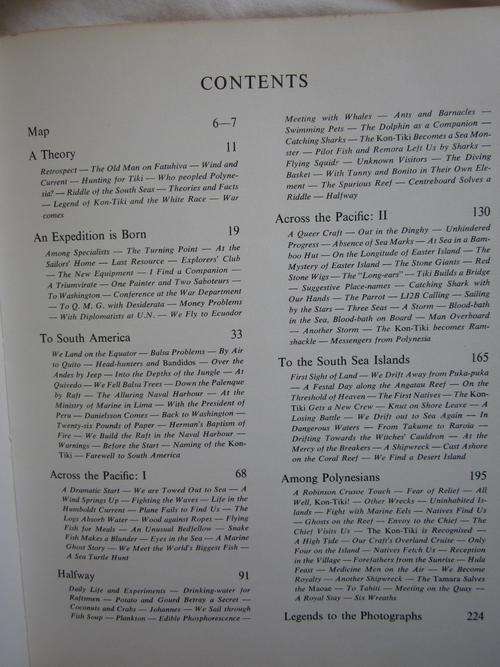 CONTENTS
Map 6—7
A Theory 11
Retrospect — The Old Man on Fatuhiva — Wind and
Current — Hunting for Tiki — Who peopled Polyne-
sia? — Riddle of the South Seas — Theories and Facts
— Legend of Kon-Tiki and the White Race — War
comes
An Expedition is Born 19
Among Specialists — The Turning Point — At the
Sailors' Home — Last Resource — Explorers' Club
— The New Equipment — I Find a Companion —
A Triumvirate — One Painter and Two Saboteurs —
To Washington — Conference at the War Department
— To Q. M. G. with Desiderata — Money Problems
— With Diplomatists at U.N. — We Fly to Ecuador
To South America 33
We Land on the Equator — Balsa Problems — By Air
to Quito — Head-hunters and Bandidos — Over the
Andes by Jeep — Into the Depths of the Jungle — At
Quivedo — We Fell Balsa Trees — Down the Palenque
by Raft — The Alluring Naval Harbour — At the
Ministry of Marine in Lima — With the President of
Peru — Danielsson Comes — Back to Washington —
Twenty-six Pounds of Paper — Herman's Baptism of
Fire — We Build the Raft in the Naval Harbour —
Warnings — Before the Start — Naming of the Kon-
Tiki — Farewell to South America
Across the Pacific: I 68
A Dramatic Start — We are Towed Out to Sea — A
Wind Springs Up — Fighting the Waves — Life in the
Humboldt Current — Plane Fails to Find Us — The
Logs Absorb Water — Wood against Ropes — Flying
Fish for Meals — An Unusual Bedfellow — Snake
Fish Makes a Blunder — Eyes in the Sea — A Marine
Ghost Story — We Meet the World's Biggest Fish —
A Sea Turtle Hunt
Halfway 91
Daily Life and Experiments — Drinking-water for
Raftsmen — Potato and Gourd Betray a Secret —
Coconuts and Crabs — Johannes — We Sail through
Fish Soup — Plankton — Edible Phosphorescence —
Meeting with Whales — Ants and Barnacles —
Swimming Pets — The Dolphin as a Companion —
Catching Sharks — The Kon-Tiki Becomes a Sea Mon-
ster — Pilot Fish and Remora Left Us by Sharks —
Flying Squids — Unknown Visitors — The Diving
Basket — With Tunny and Bonito in Their Own Ele-
ment — The Spurious Reef — Centreboard Solves a
Riddle — Halfway
Across the Pacific: II 130
A Queer Craft — Out in the Dinghy — Unhindered
Progress — Absence of Sea Marks — At Sea in a Bam-
boo Hut — On the Longitude of Easter Island — The
Mystery of Easter Island — The Stone Giants — Red
Stone Wigs — The "Long-ears" — Tiki Builds a Bridge
— Suggestive Place-names — Catching Shark with
Our Hands — The Parrot — LI2B Calling — Sailing
by the Stars — Three Seas — A Storm — Blood-bath
in the Sea, Blood-bath on Board — Man Overboard
— Another Storm — The Kon-Tiki becomes Ram-
shackle — Messengers from Polynesia
To the South Sea Islands 165
First Sight of Land — We Drift Away from Puka-puka
— A Festal Day along the Angatau Reef — On the
Threshold of Heaven — The First Natives — The Kon-
Tiki Gets a New Crew — Knut on Shore Leave — A
Losing Battle — We Drift out to Sea Again — In
Dangerous Waters — From Takume to Raroia —
Drifting Towards the Witches' Cauldron — At the
Mercy of the Breakers — A Shipwreck — Cast Ashore
on the Coral Reef — We Find a Desert Island
Among Polynesians 195
A Robinson Crusoe Touch — Fear of Relief — All
Well, Kon-Tiki! — Other Wrecks — Uninhabited Is-
lands — Fight with Marine Eels — Natives Find Us
— Ghosts on the Reef — Envoy to the Chief — The
Chief Visits Us — The Kon-Tiki is Recognised —
A High Tide — Our Craft's Overland Cruise — Only
Four on the Island — Natives Fetch Us — Reception
in the Village — Forefathers from the Sunrise — Hula
Feast — Medicine Men on the Air — We Become
Royalty — Another Shipwreck — The Tamara Salves
the Maoae — To Tahiti — Meeting on the Quay —
A Royal Stay — Six Wreaths
Legends to the Photographs 224